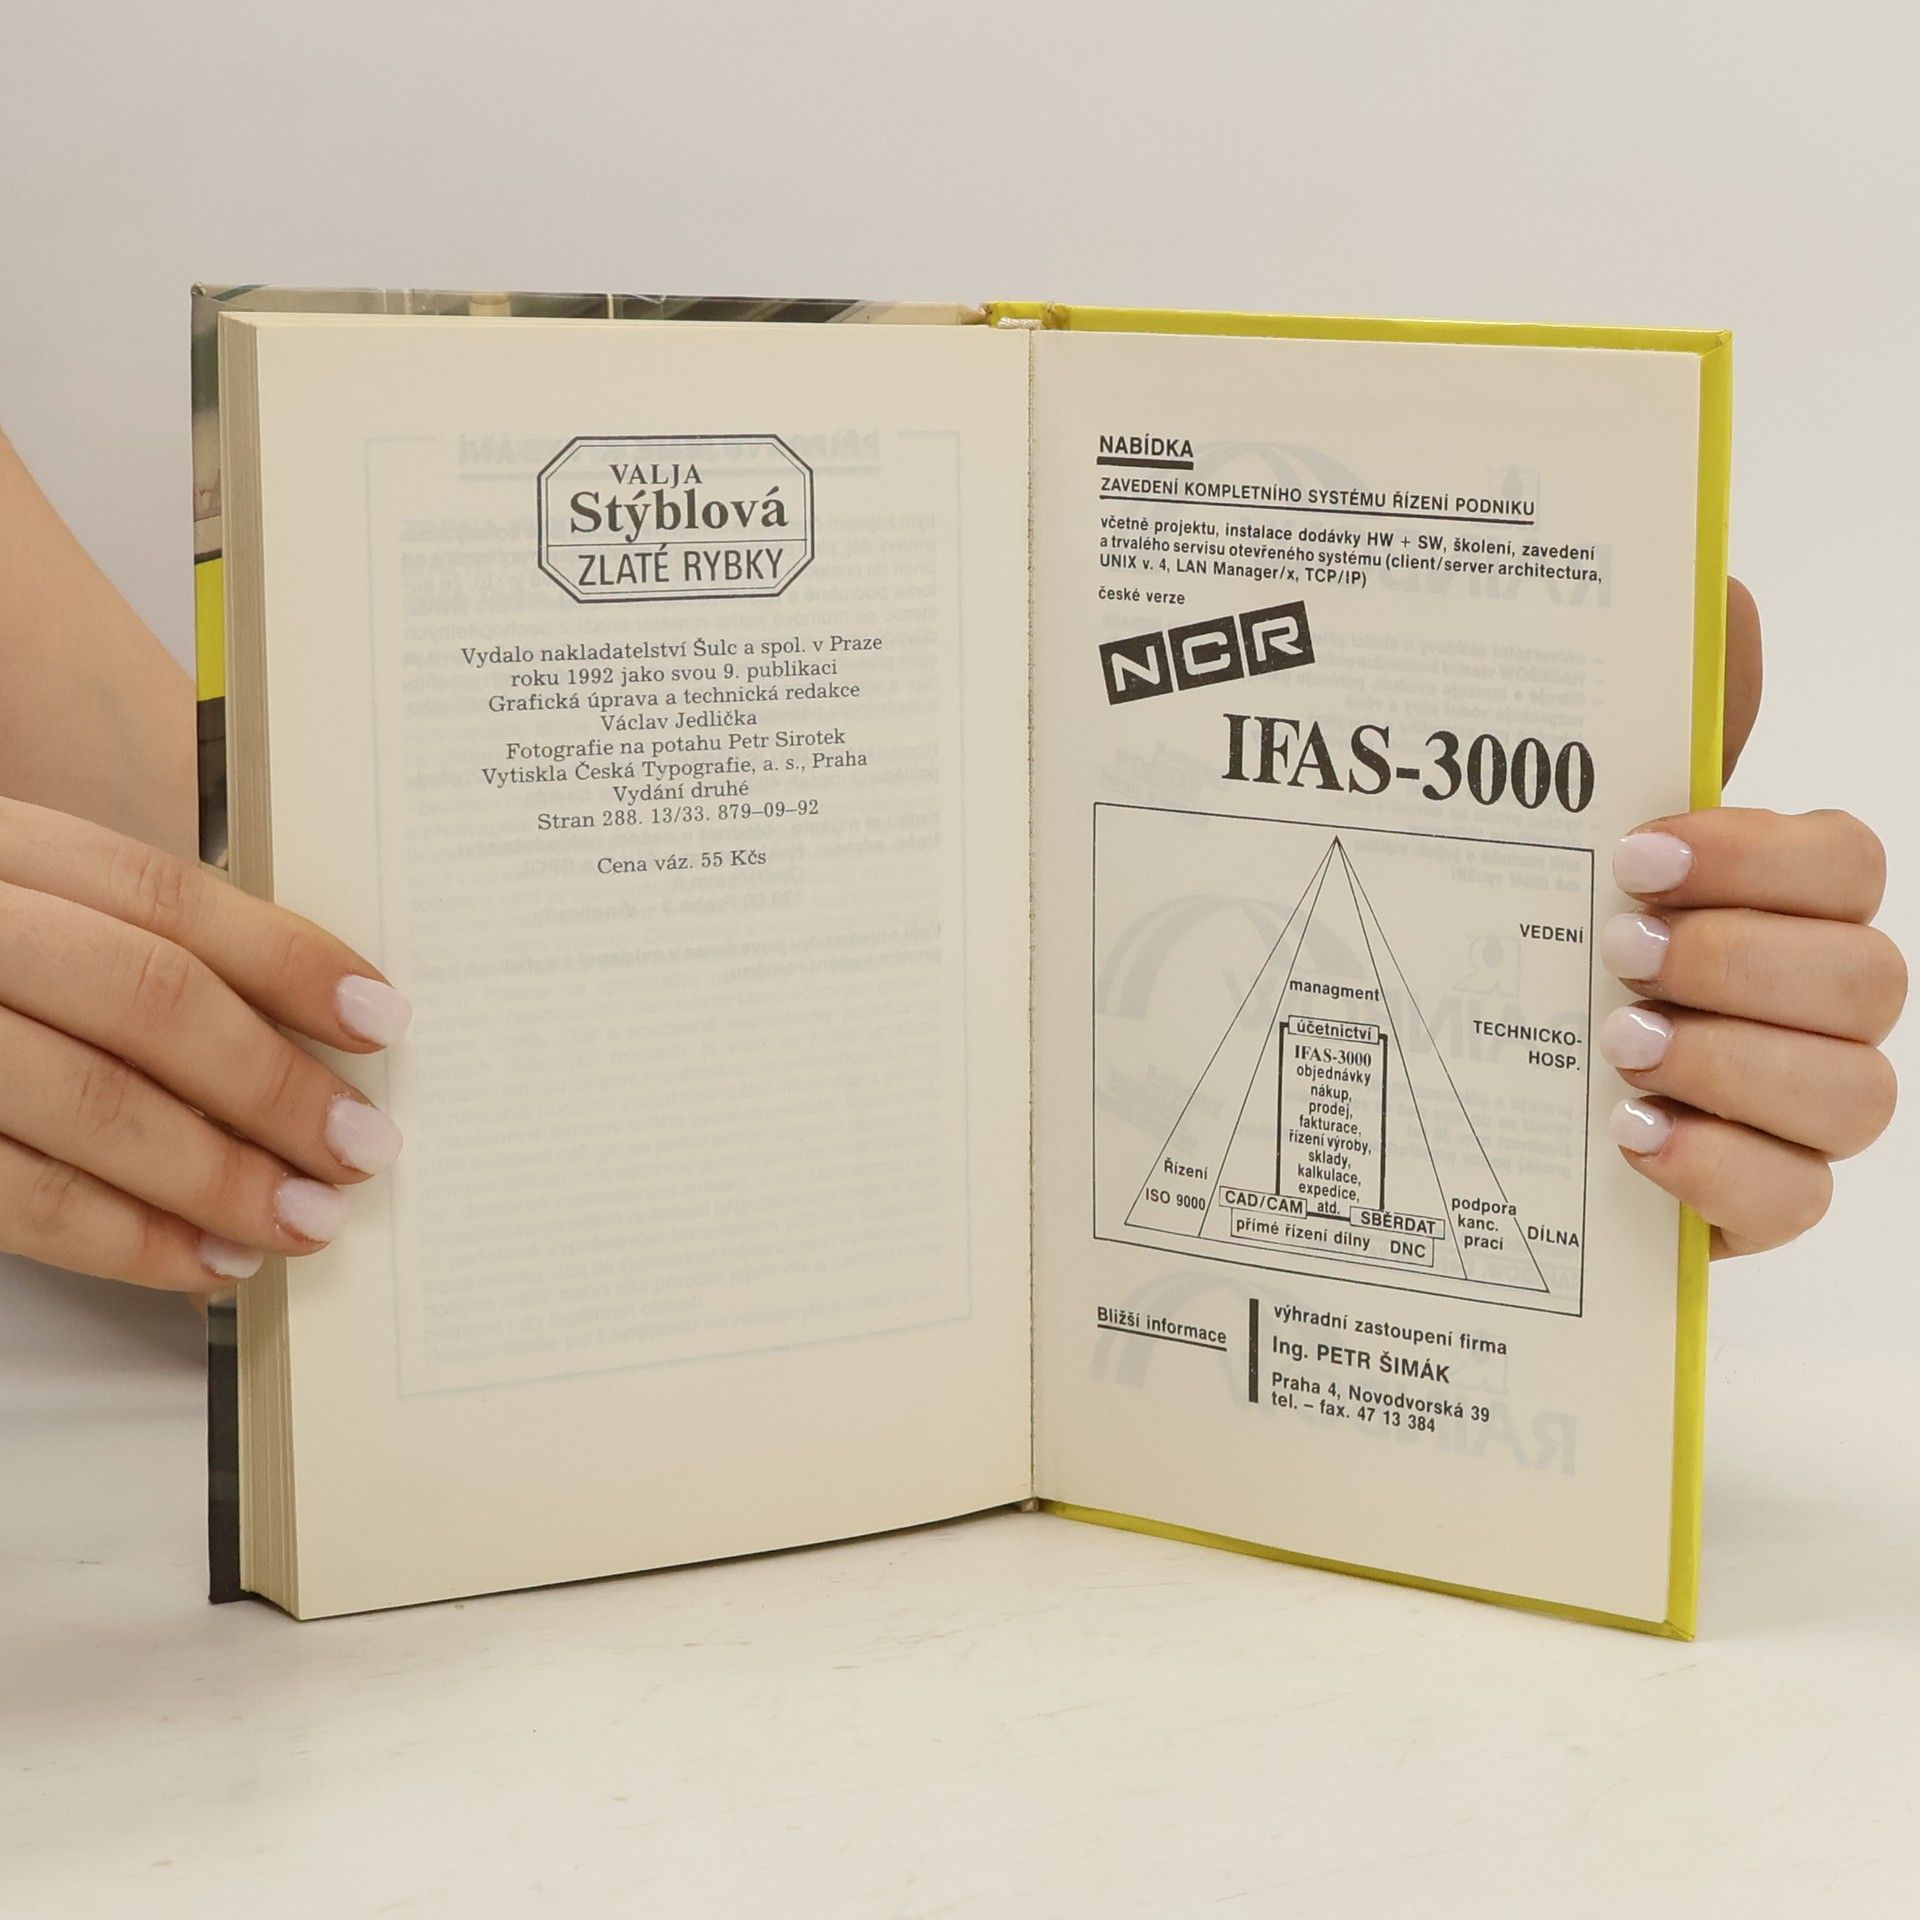 VALJA
Stýblová
ZLATÉ RYBKY
Vydalo nakladatelství Šulc a spol. v Praze
roku 1992 jako svou 9. publikaci
Grafická úprava a technická redakce
Václav Jedlička
Fotografie na potahu Petr Sirotek
Vytiskla Česká Typografie, a. s., Praha
Vydání druhé
Stran 288. 13/33. 879–09–92
Cena váz. 55 Kčs
NABÍDKA
ZAVEDENÍ KOMPLETNÍHO SYSTÉMU ŘÍZENÍ PODNIKU
včetně projektu, instalace dodávky HW + SW, školení, zavedení
a trvalého servisu otevřeného systému (client/server architectura,
UNIX v. 4, LAN Manager/x, TCP/IP)
české verze
NCR
IFAS-3000
VEDENÍ
managment
TECHNICKO-
HOSP.
účetnictví
IFAS-3000
objednávky
nákup,
prodej,
fakturace,
řízení výroby,
sklady,
kalkulace,
expedice,
atd.
Řízení
ISO 9000
CAD/CAM
SBĚRDAT
přímé řízení dílny DNC
podpora
kanc.
prací
DÍLNA
Bližší informace
výhradní zastoupení firma
Ing. PETR ŠIMÁK
Praha 4, Novodvorská 39
tel. – fax. 47 13 384